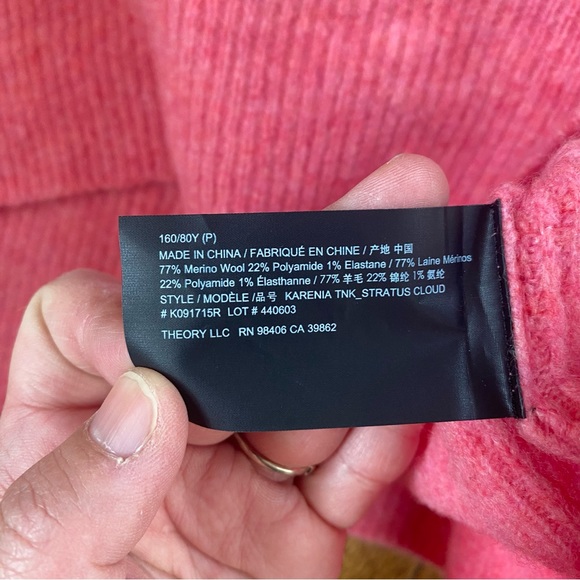 160/80Y (P)
MADE IN CHINA / FABRIQUÉ EN CHINE / 产地 中国
77% Merino Wool 22% Polyamide 1% Elastane / 77% Laine Mérinos
22% Polyamide 1% Élasthanne / 77% 羊毛 22% 锦纶 1% 氨纶
STYLE / MODÈLE /品号 KARENIA TNK_STRATUS CLOUD
# K091715R LOT # 440603
THEORY LLC RN 98406 CA 39862